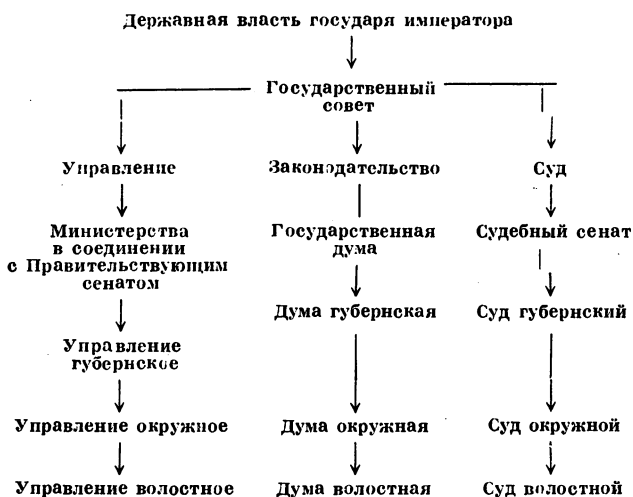 Державная власть государя императора
Государственный
совет
Управление
Законодательство
Суд
Министерства
в соединении
с Правительствующим
сенатом
Государственная
дума
Судебный сенат
Дума губернская
Суд губернский
Управление
губернское
Управление окружное
Дума окружная
Суд окружной
Управление волостное
Дума волостная
Суд волостной